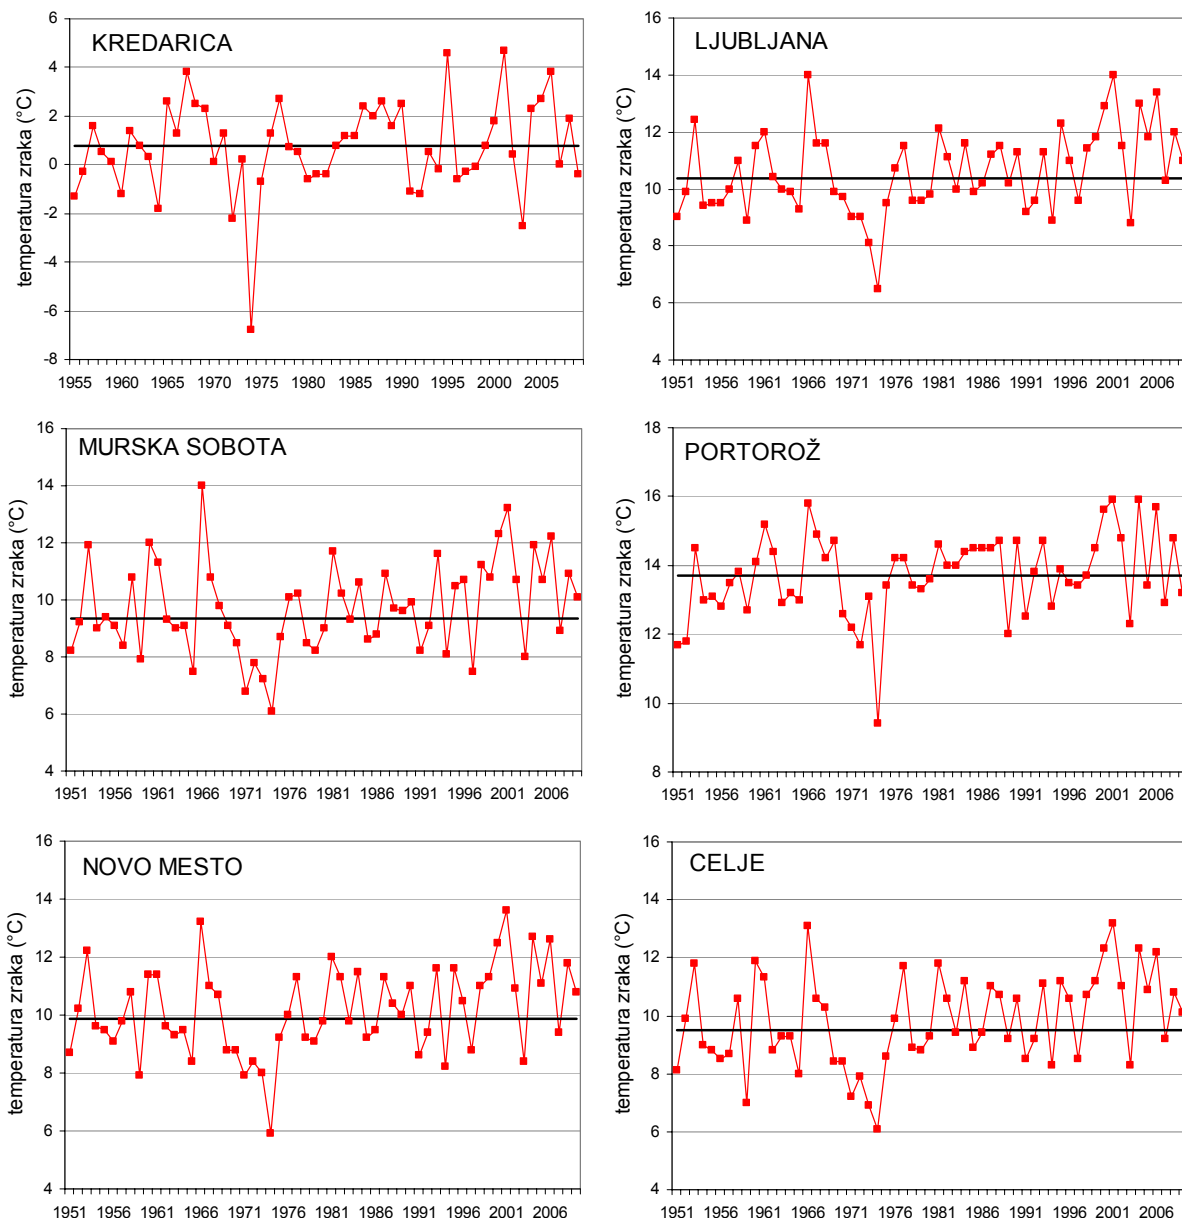 KREDARICA
temperatura zraka (°C)
6
4
2
0
-2
-4
-6
-8
1955 1960 1965 1970 1975 1980 1985 1990 1995 2000 2005
LJUBLJANA
temperatura zraka (°C)
16
14
12
10
8
6
4
1951 1956 1961 1966 1971 1976 1981 1986 1991 1996 2001 2006
MURSKA SOBOTA
temperatura zraka (°C)
16
14
12
10
8
6
4
1951 1956 1961 1966 1971 1976 1981 1986 1991 1996 2001 2006
PORTOROŽ
temperatura zraka (°C)
18
16
14
12
10
8
1951 1956 1961 1966 1971 1976 1981 1986 1991 1996 2001 2006
NOVO MESTO
temperatura zraka (°C)
16
14
12
10
8
6
4
1951 1956 1961 1966 1971 1976 1981 1986 1991 1996 2001 2006
CELJE
temperatura zraka (°C)
16
14
12
10
8
6
4
1951 1956 1961 1966 1971 1976 1981 1986 1991 1996 2001 2006